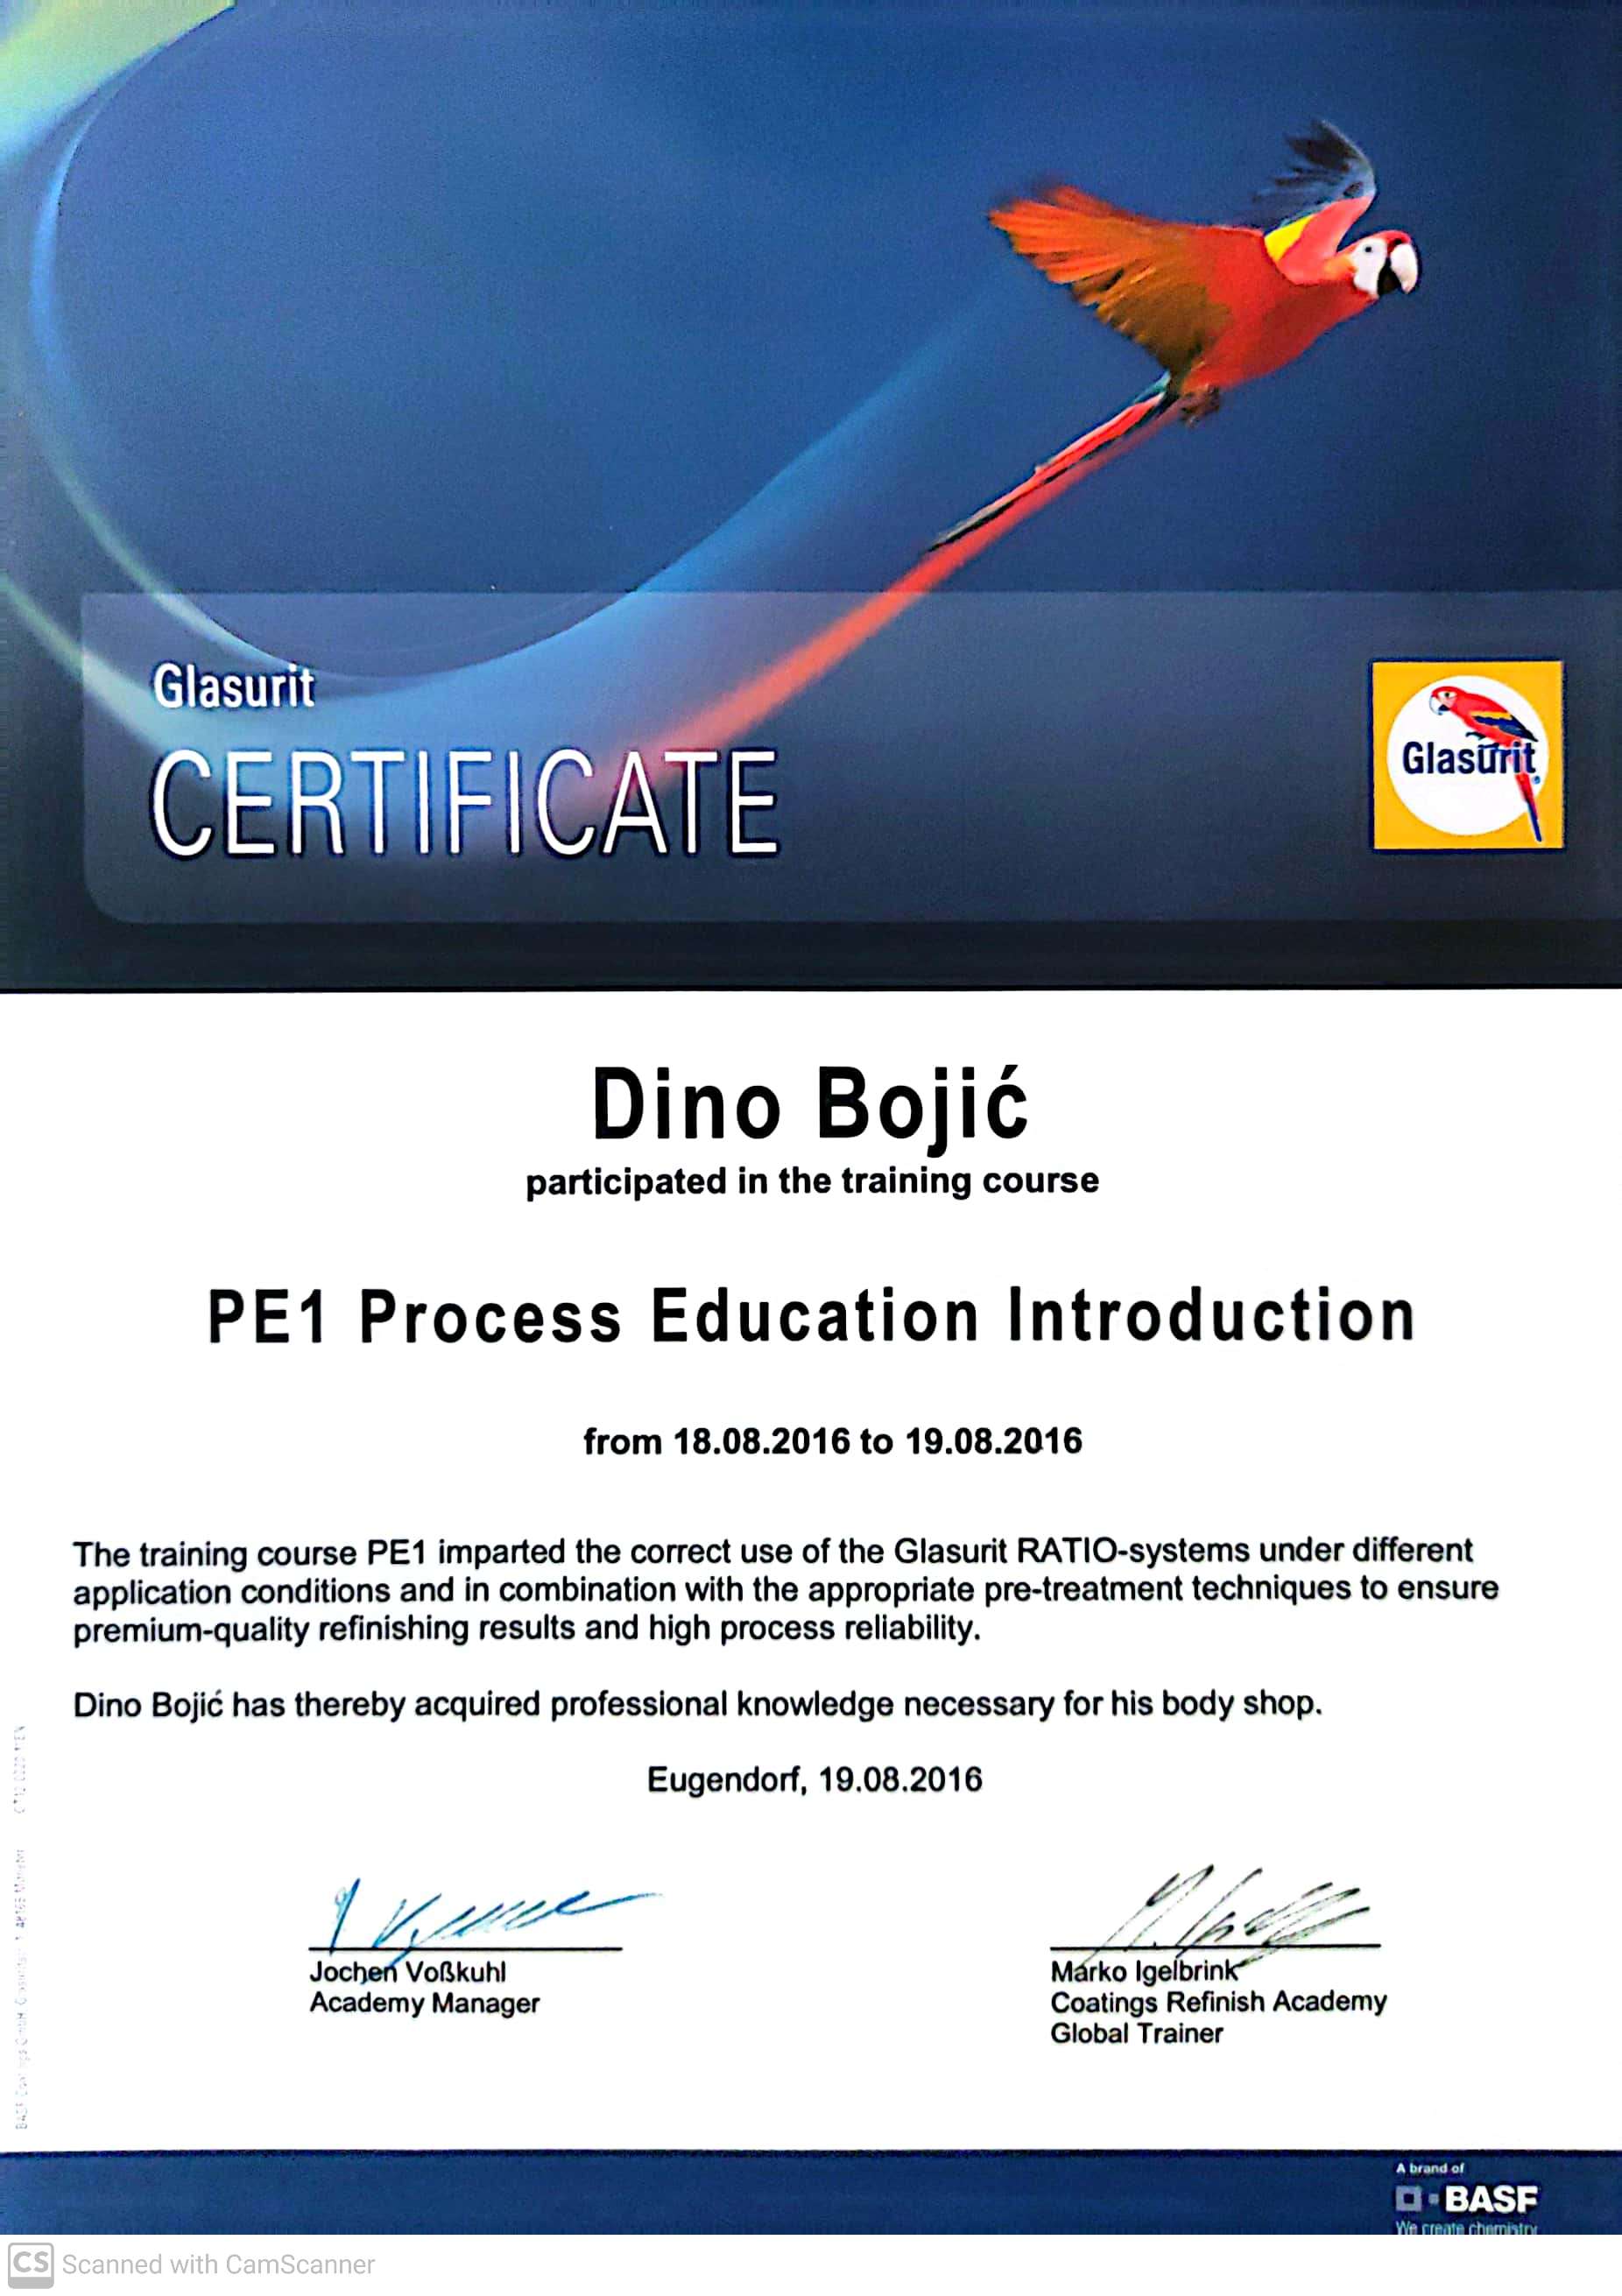 Glasurit
CERTIFICATE
Glasurit
Dino Bojić
participated in the training course
PE1 Process Education Introduction
from 18.08.2016 to 19.08.2016
The training course PE1 imparted the correct use of the Glasurit RATIO-systems under different
application conditions and in combination with the appropriate pre-treatment techniques to ensure
premium-quality refinishing results and high process reliability.
Dino Bojić has thereby acquired professional knowledge necessary for his body shop.
Eugendorf, 19.08.2016
Jochen Voßkuhl
Academy Manager
Marko Igelbrink
Coatings Refinish Academy
Global Trainer
A brand of
BASF
We create chemistry
CS Scanned with CamScanner